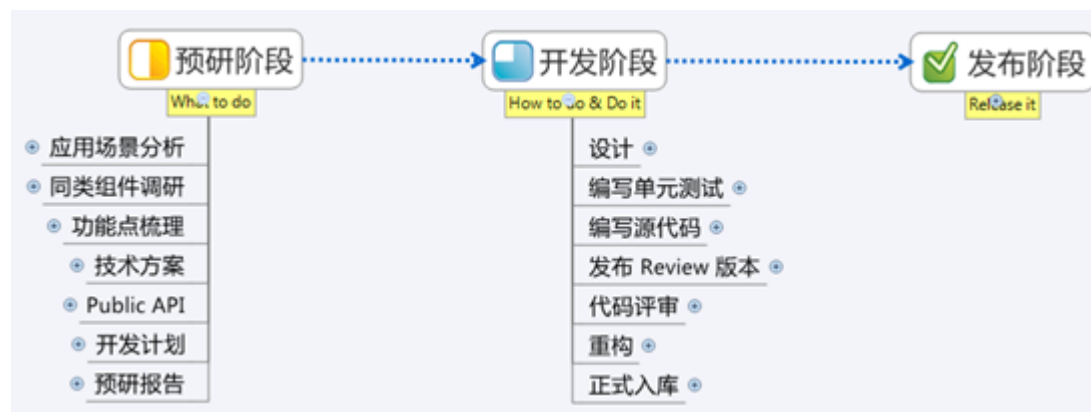 预研阶段
What to do
应用场景分析
同类组件调研
功能点梳理
技术方案
Public API
开发计划
预研报告
开发阶段
How to do & Do it
设计
编写单元测试
编写源代码
发布 Review 版本
代码评审
重构
正式入库
发布阶段
Release it